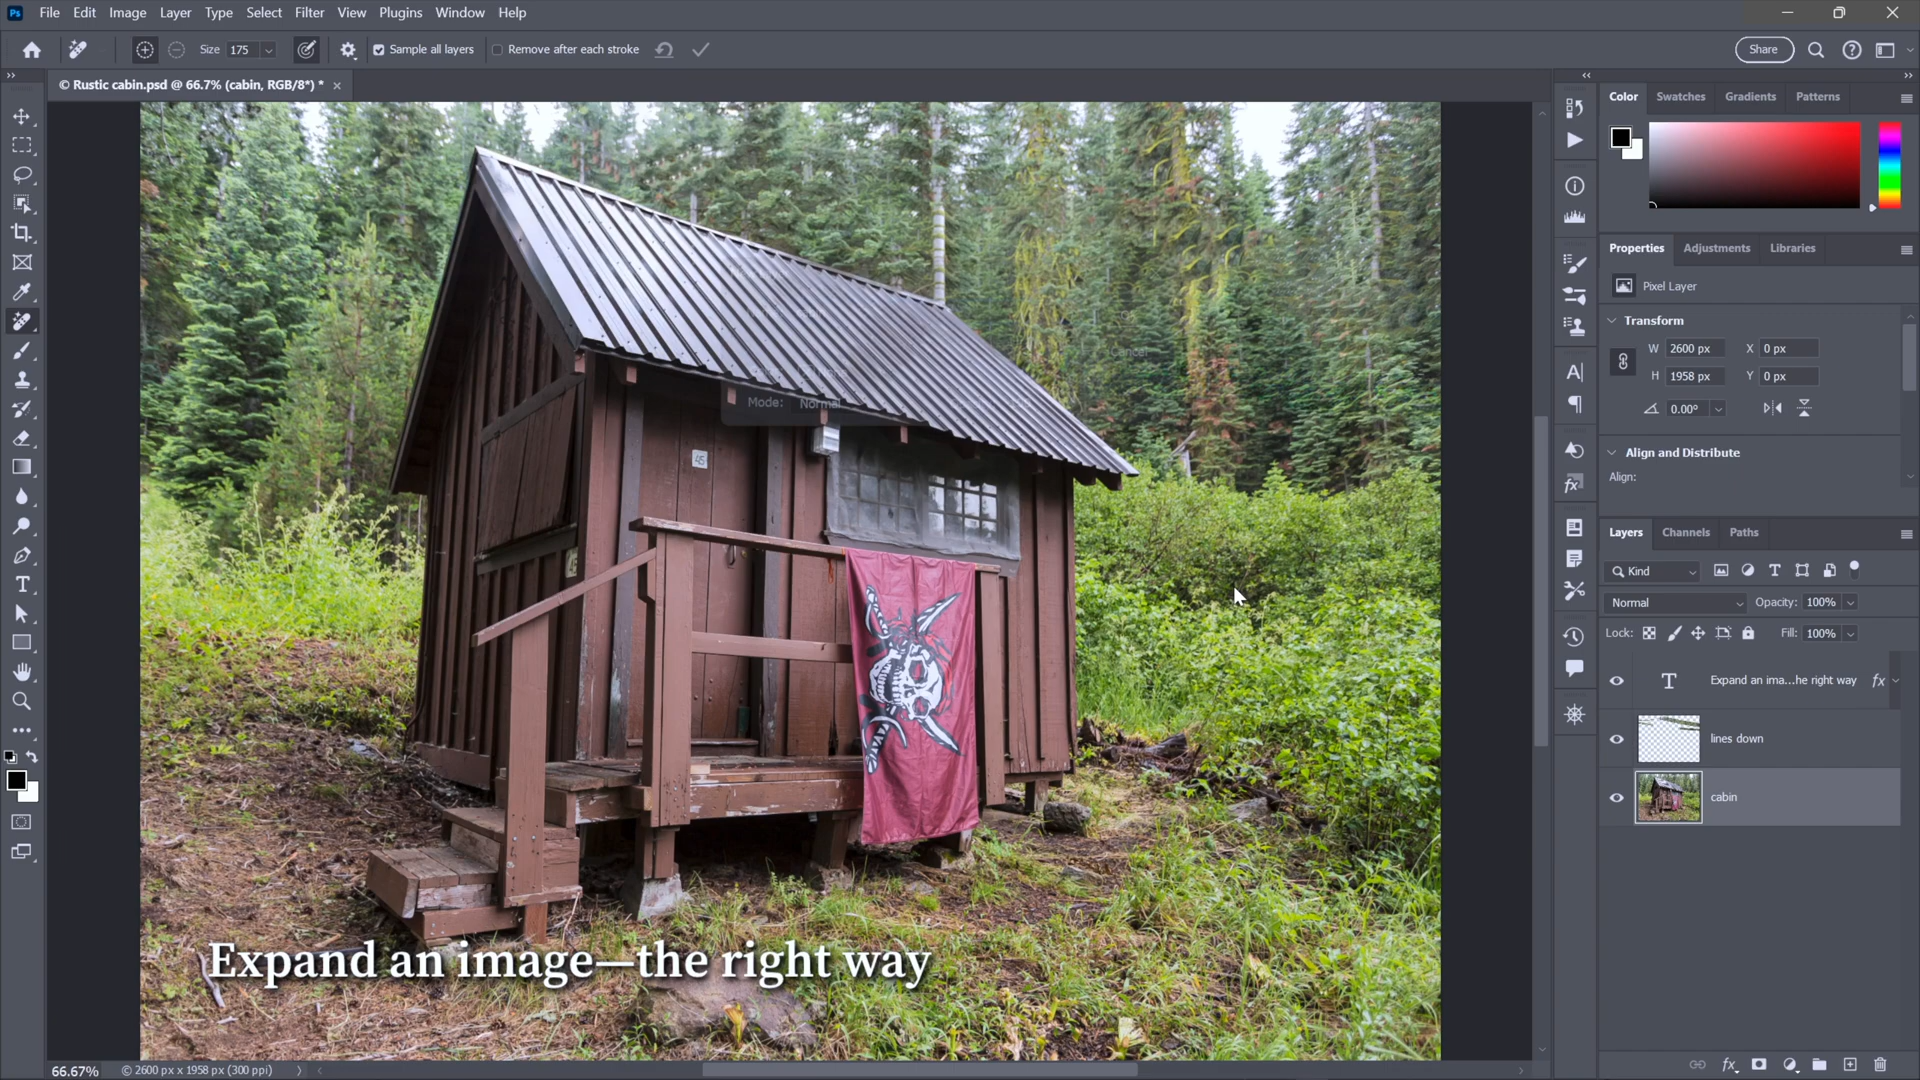 Ps File Edit Image Layer Type Select Filter View Plugins Window Help
Size 175 Sample all layers Remove after each stroke Share
© Rustic cabin.psd @ 66.7% (cabin, RGB/8*) *
Color Swatches Gradients Patterns
Properties Adjustments Libraries
Pixel Layer
Transform
W 2600 px X 0 px
H 1958 px Y 0 px
0.00°
Align and Distribute
Align:
Layers Channels Paths
Kind
Normal Opacity: 100%
Lock: Fill: 100%
Expand an ima...he right way fx
lines down
cabin
Cancel
Mode: Normal
45
Expand an image—the right way
66.67% © 2600 px x 1958 px (300 ppi)